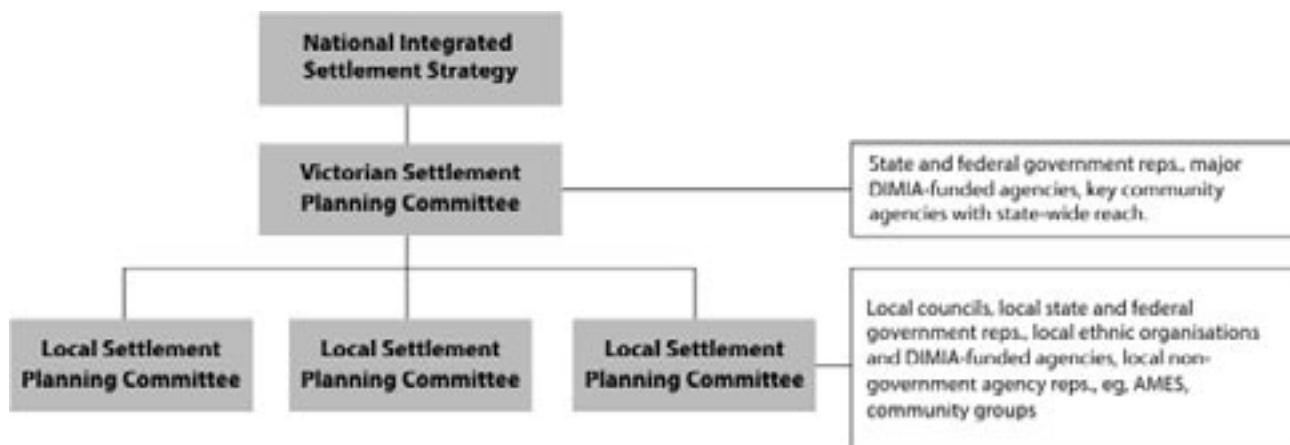 National Integrated
Settlement Strategy
Victorian Settlement
Planning Committee
State and federal government reps., major
DIMIA-funded agencies, key community
agencies with state-wide reach.
Local Settlement
Planning Committee
Local Settlement
Planning Committee
Local Settlement
Planning Committee
Local councils, local state and federal
government reps., local ethnic organisations
and DIMIA-funded agencies, local non-
government agency reps., eg, AMES,
community groups